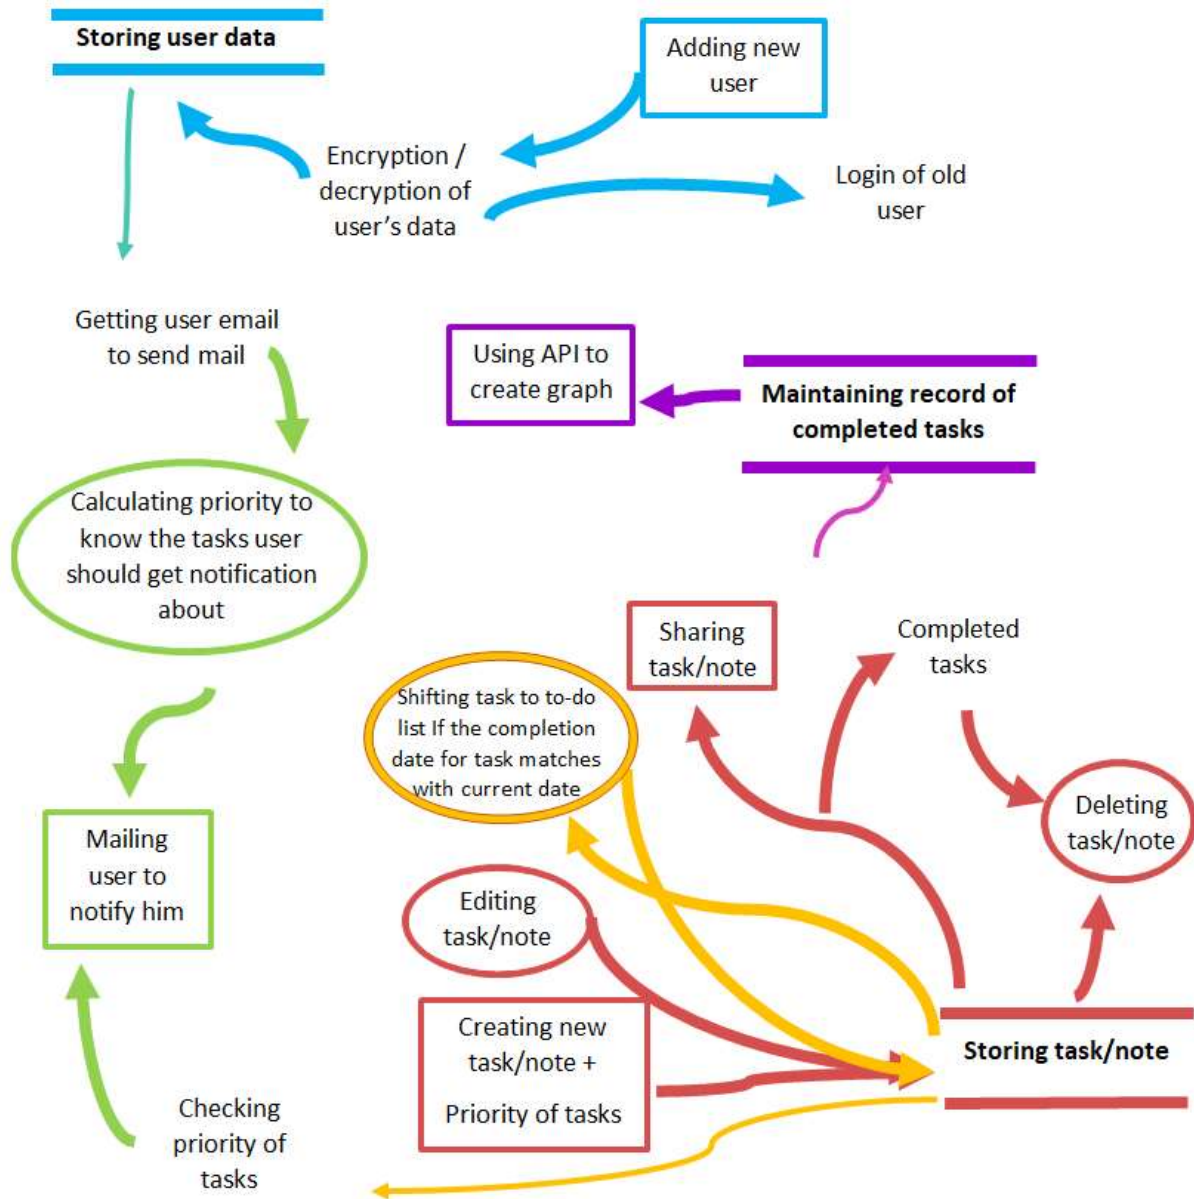 Storing user data
Adding new
user
Encryption /
decryption of
user’s data
Login of old
user
Getting user email
to send mail
Using API to
create graph
Maintaining record of
completed tasks
Calculating priority to
know the tasks user
should get notification
about
Sharing
task/note
Completed
tasks
Shifting task to to-do
list If the completion
date for task matches
with current date
Deleting
task/note
Mailing
user to
notify him
Editing
task/note
Creating new
task/note +
Priority of tasks
Storing task/note
Checking
priority of
tasks